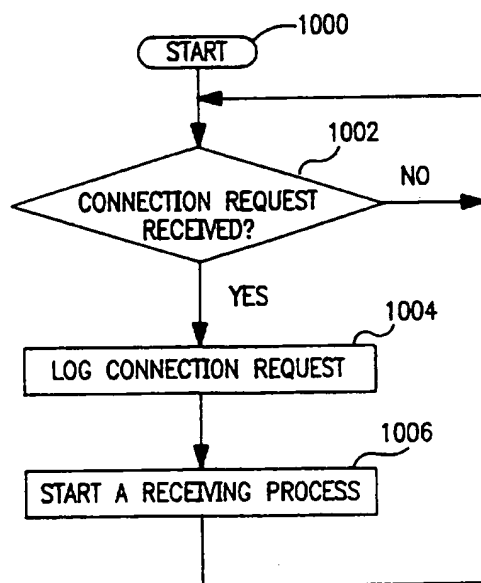 1000
START
1002
CONNECTION REQUEST
RECEIVED?
NO
YES
1004
LOG CONNECTION REQUEST
1006
START A RECEIVING PROCESS